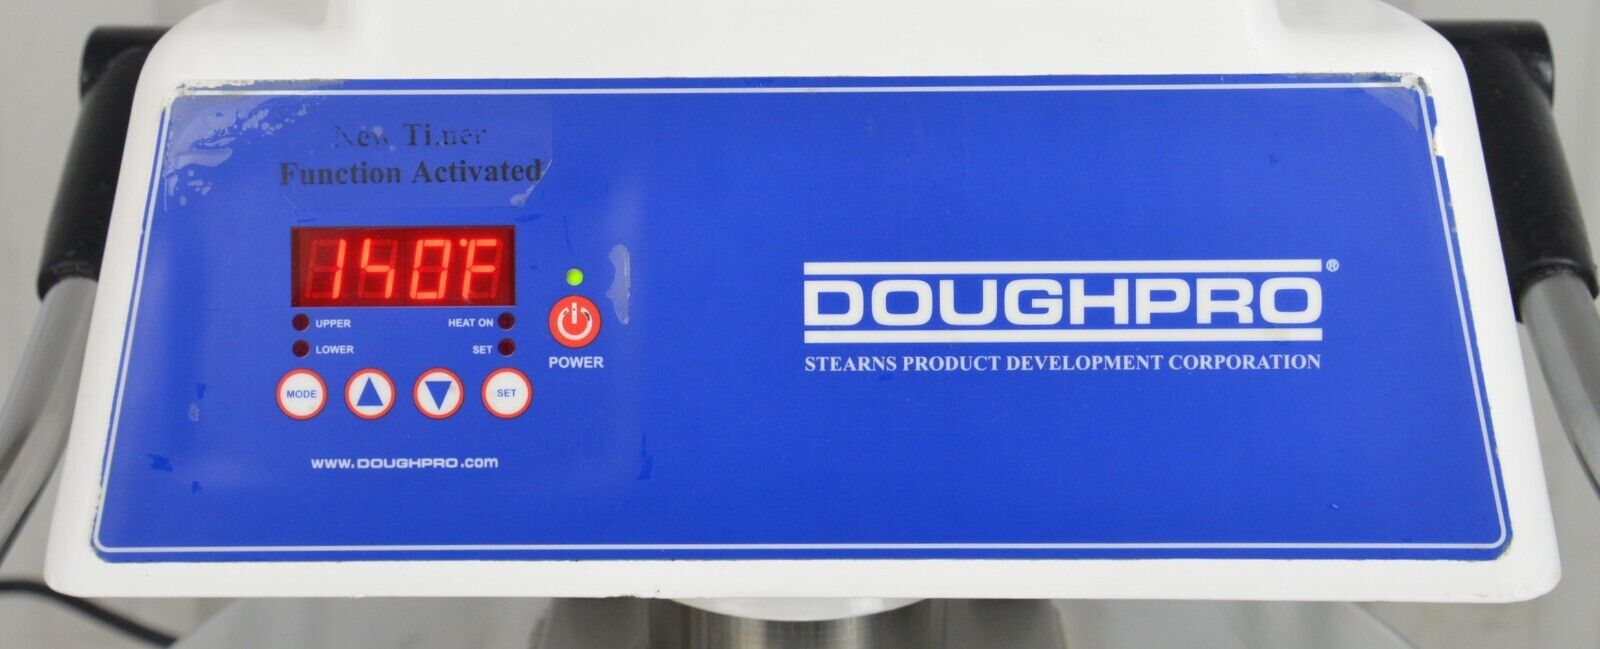 New Timer
Function Activated
140°F
UPPER
HEAT ON
LOWER
SET
MODE
SET
POWER
www.DOUGHPRO.com
DOUGHPRO®
STEARNS PRODUCT DEVELOPMENT CORPORATION